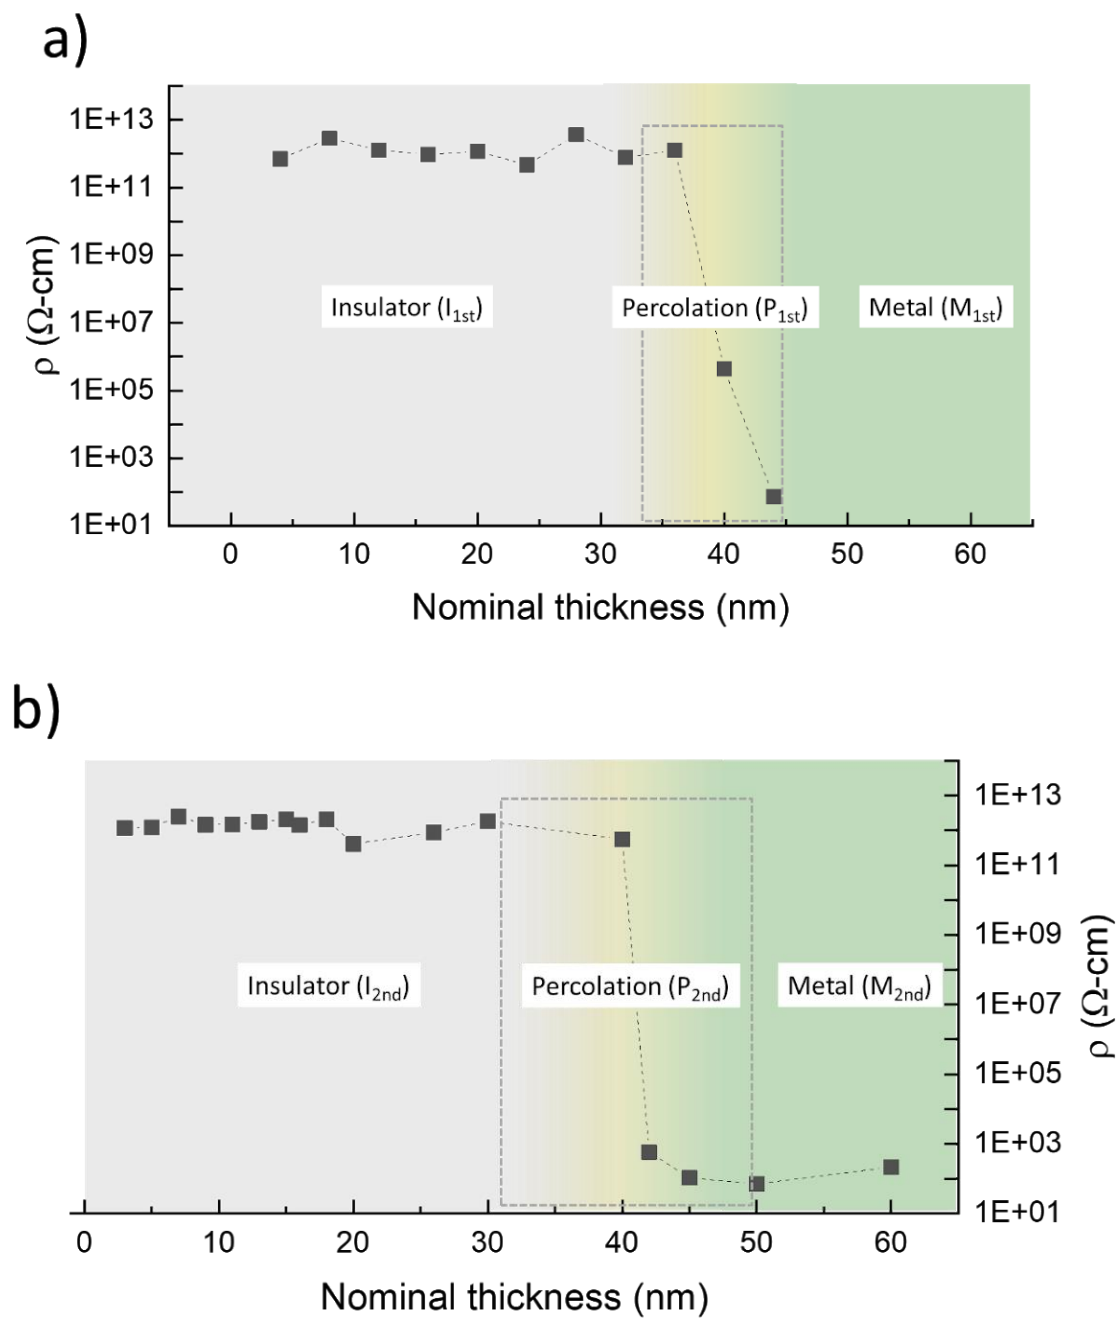 a)
1E+13
1E+11
1E+09
1E+07
1E+05
1E+03
1E+01
ρ (Ω-cm)
Insulator (I1st)
Percolation (P1st)
Metal (M1st)
0 10 20 30 40 50 60
Nominal thickness (nm)
b)
1E+13
1E+11
1E+09
1E+07
1E+05
1E+03
1E+01
ρ (Ω-cm)
Insulator (I2nd)
Percolation (P2nd)
Metal (M2nd)
0 10 20 30 40 50 60
Nominal thickness (nm)